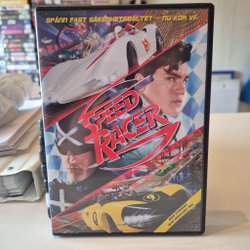 SPÄNN FAST SÄKERHETSBÄLTET – NU KÖR VI.
SPEED
RACER